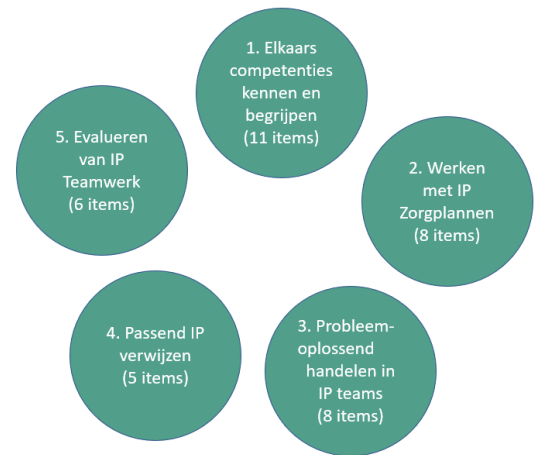 1. Elkaars
competenties
kennen en
begrijpen
(11 items)
2. Werken
met IP
Zorgplannen
(8 items)
3. Probleem-
oplossend
handelen in
IP teams
(8 items)
4. Passend IP
verwijzen
(5 items)
5. Evalueren
van IP
Teamwerk
(6 items)